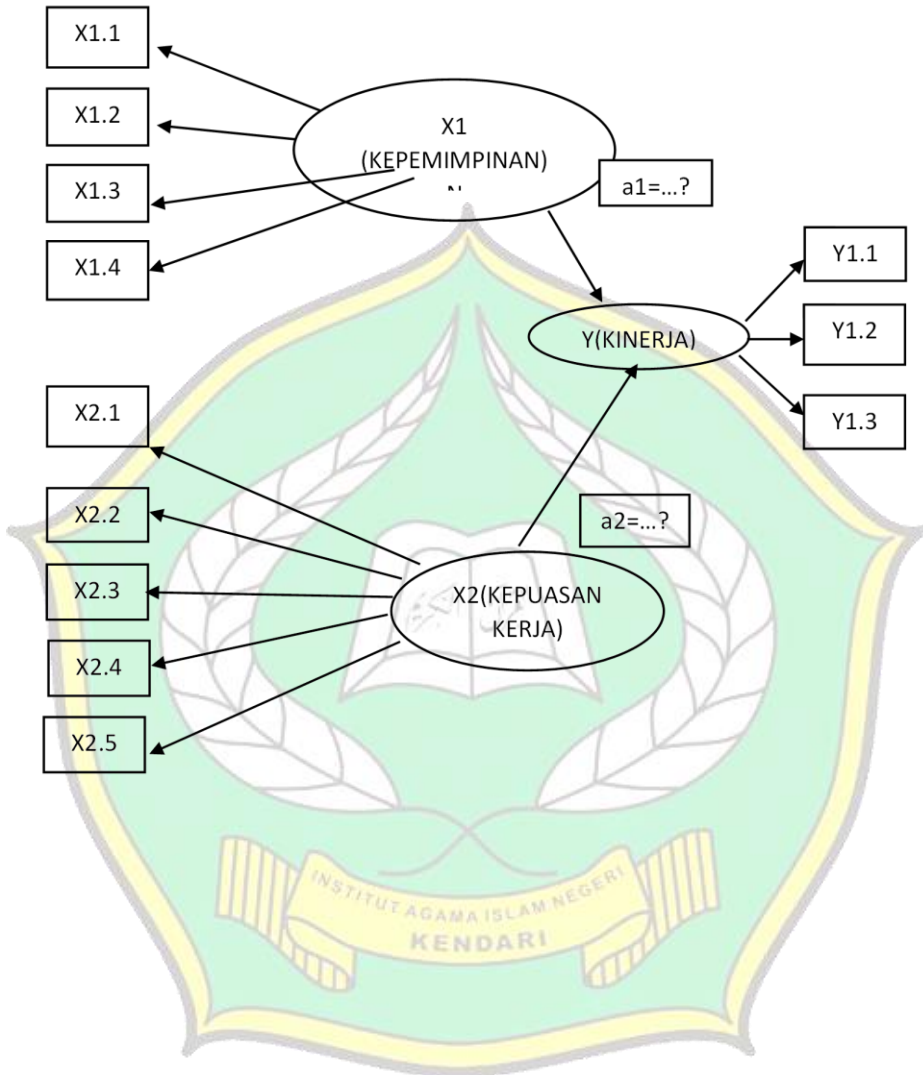 X1.1
X1.2
X1.3
X1.4
X1
(KEPEMIMPINAN)
a1=...?
Y1.1
Y1.2
Y1.3
Y(KINERJA)
X2.1
X2.2
X2.3
X2.4
X2.5
a2=...?
X2(KEPUASAN
KERJA)
INSTITUT AGAMA ISLAM NEGERI
KENDARI